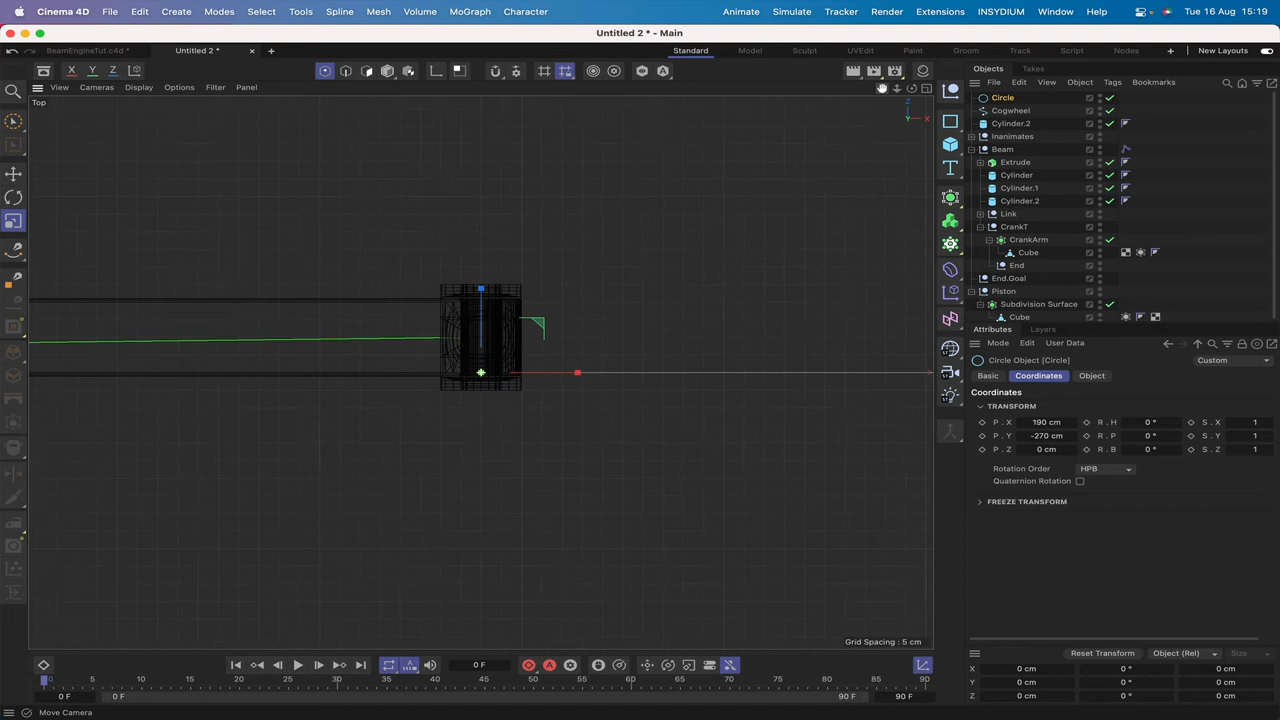 Cinema 4D File Edit Create Modes Select Tools Spline Mesh Volume MoGraph Character Animate Simulate Tracker Render Extensions INSYDIUM Window Help Tue 16 Aug 15:19
Untitled 2 * - Main
BeamEngineTut.c4d * Untitled 2 * Standard Model Sculpt UVEdit Paint Groom Track Script Nodes New Layouts
X Y Z Objects Takes
View Cameras Display Options Filter Panel File Edit View Object Tags Bookmarks
Top
Z
Y X
Circle
Cogwheel
Cylinder.2
Inanimates
Beam
Extrude
Cylinder
Cylinder.1
Cylinder.2
Link
CrankT
CrankArm
Cube
End
End.Goal
Piston
Subdivision Surface
Cube
Attributes Layers
Mode Edit User Data
Circle Object [Circle] Custom
Basic Coordinates Object
Coordinates
TRANSFORM
P . X 190 cm R . H 0 ° S . X 1
P . Y -270 cm R . P 0 ° S . Y 1
P . Z 0 cm R . B 0 ° S . Z 1
Rotation Order HPB
Quaternion Rotation
FREEZE TRANSFORM
Grid Spacing : 5 cm
Reset Transform Object (Rel) Size
0 F
X 0 cm 0 ° 0 cm
Y 0 cm 0 ° 0 cm
Z 0 cm 0 ° 0 cm
0 5 10 15 20 25 30 35 40 45 50 55 60 65 70 75 80 85 90
0 F 0 F 90 F 90 F
Move Camera